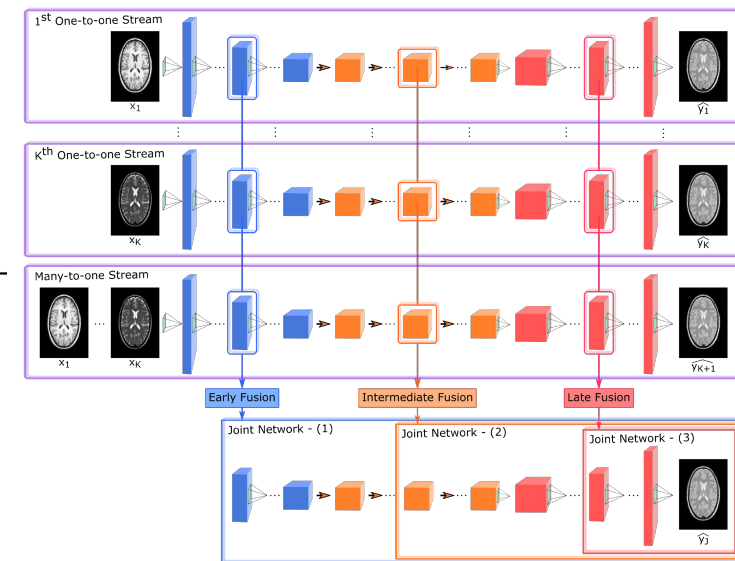 1st One-to-one Stream
x1
ŷ1
Kth One-to-one Stream
xK
ŷK
Many-to-one Stream
x1 ... xK
ŷK+1
Early Fusion
Intermediate Fusion
Late Fusion
Joint Network - (1)
Joint Network - (2)
Joint Network - (3)
ŷJ